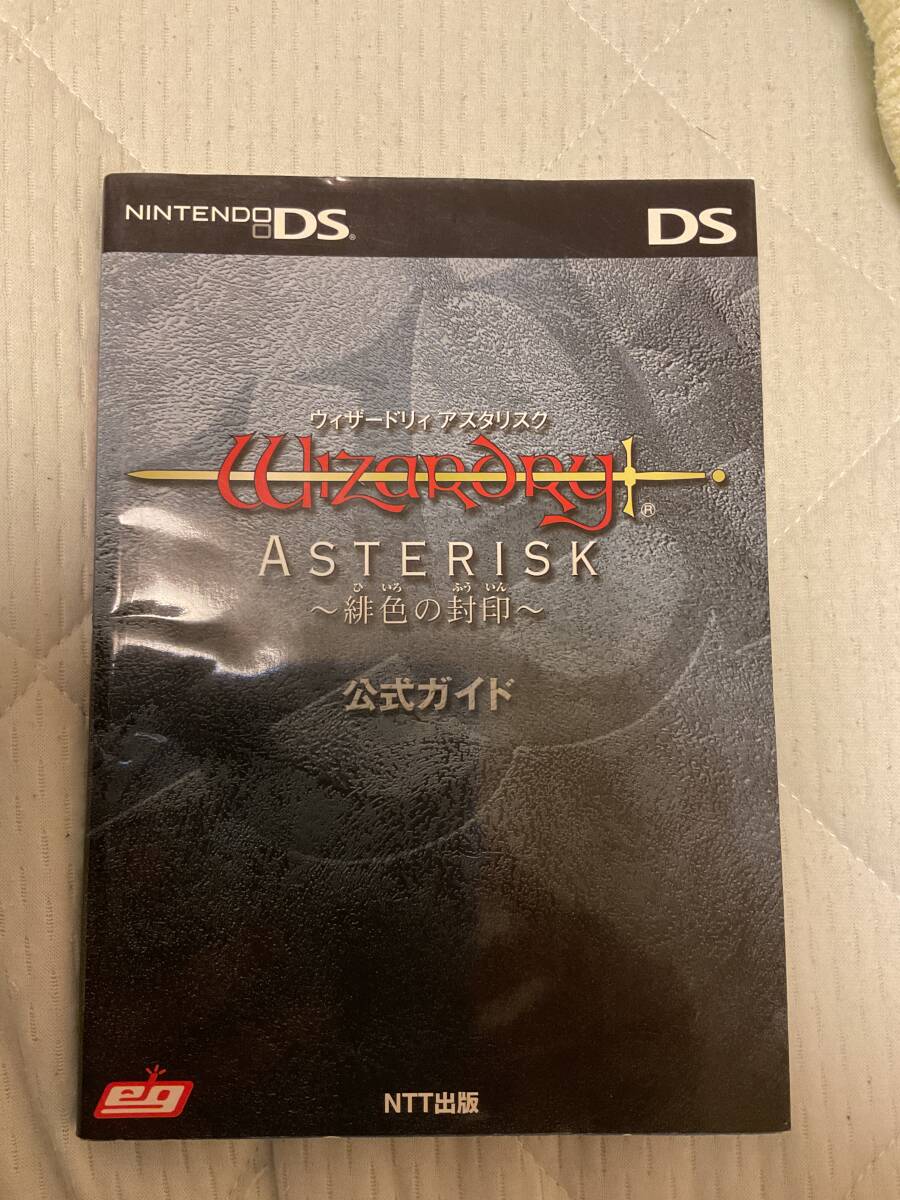 NINTENDO DS®
DS
ウィザードリィ アスタリスク
Wizardry®
ASTERISK
ひ いろ ふう いん
～緋色の封印～
公式ガイド
eg
NTT出版